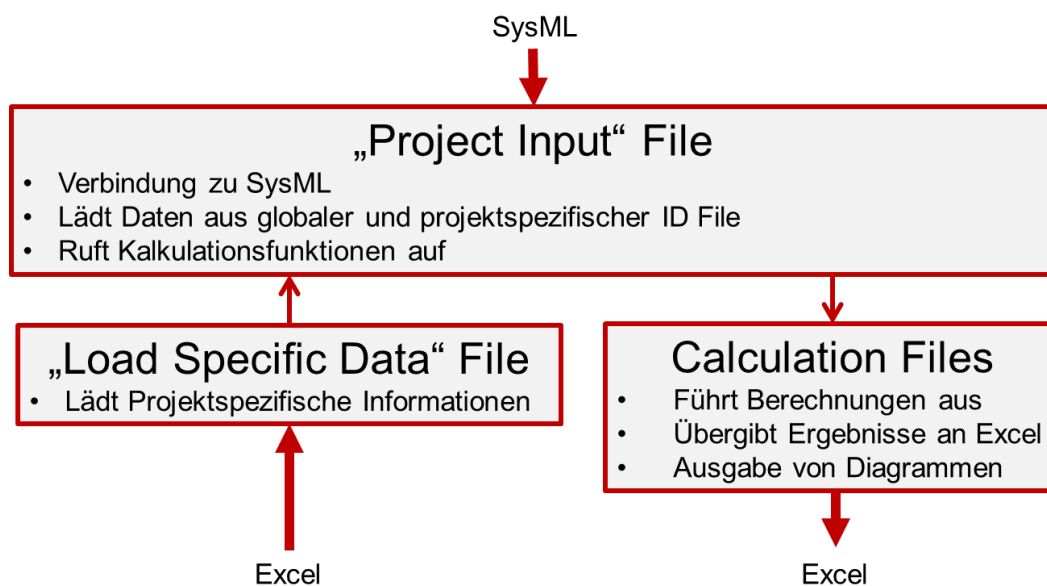 SysML
„Project Input“ File
• Verbindung zu SysML
• Lädt Daten aus globaler und projektspezifischer ID File
• Ruft Kalkulationsfunktionen auf
„Load Specific Data“ File
• Lädt Projektspezifische Informationen
Calculation Files
• Führt Berechnungen aus
• Übergibt Ergebnisse an Excel
• Ausgabe von Diagrammen
Excel
Excel